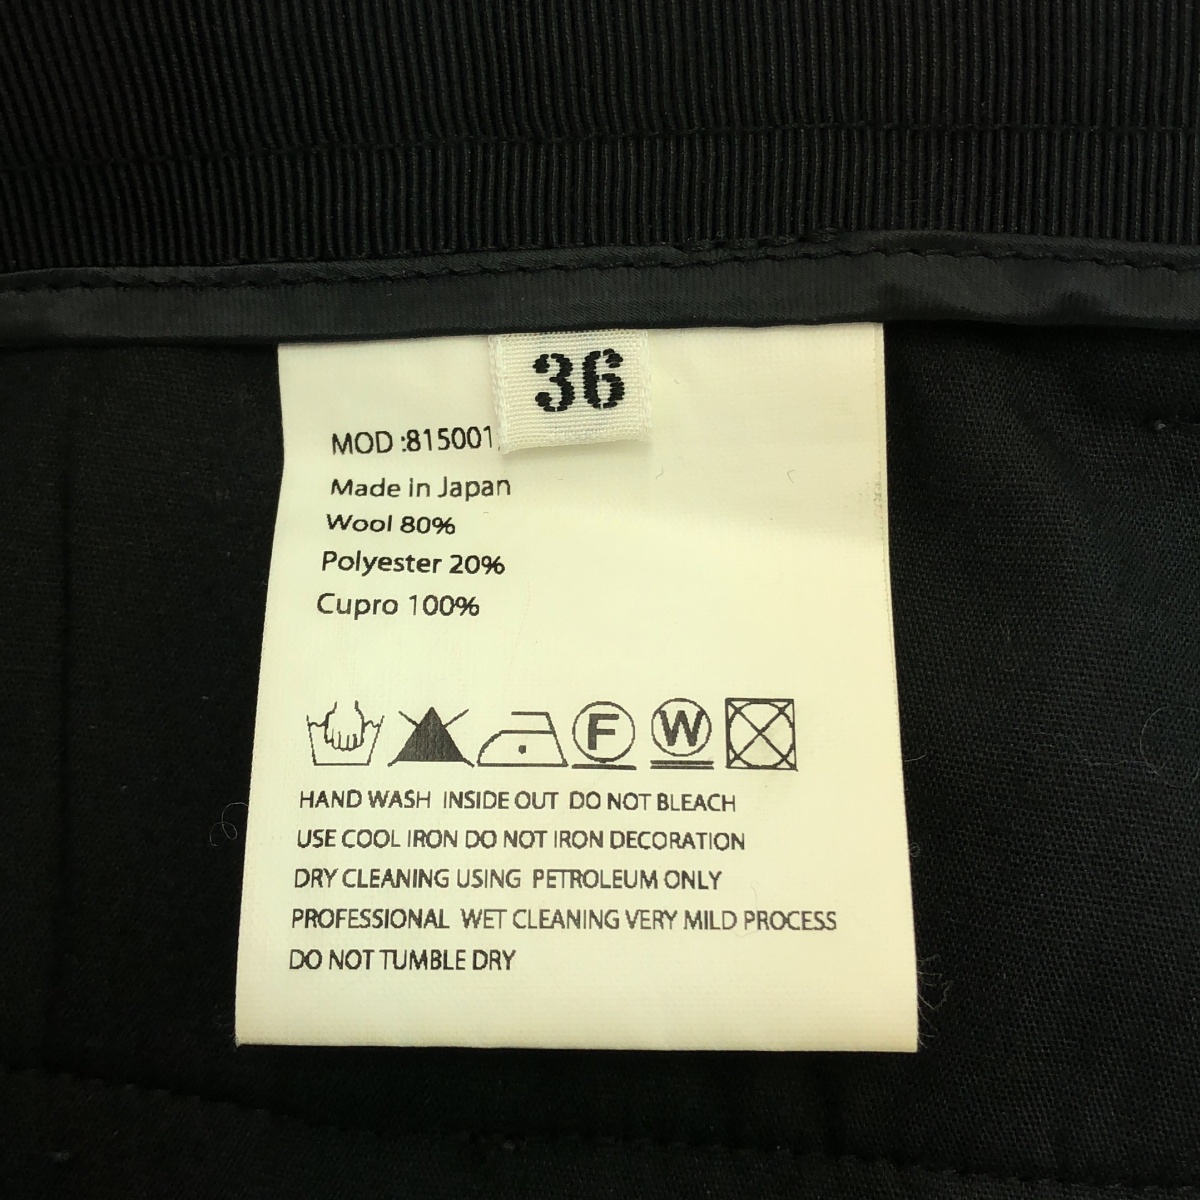 36
MOD :815001
Made in Japan
Wool 80%
Polyester 20%
Cupro 100%
F W
HAND WASH INSIDE OUT DO NOT BLEACH
USE COOL IRON DO NOT IRON DECORATION
DRY CLEANING USING PETROLEUM ONLY
PROFESSIONAL WET CLEANING VERY MILD PROCESS
DO NOT TUMBLE DRY